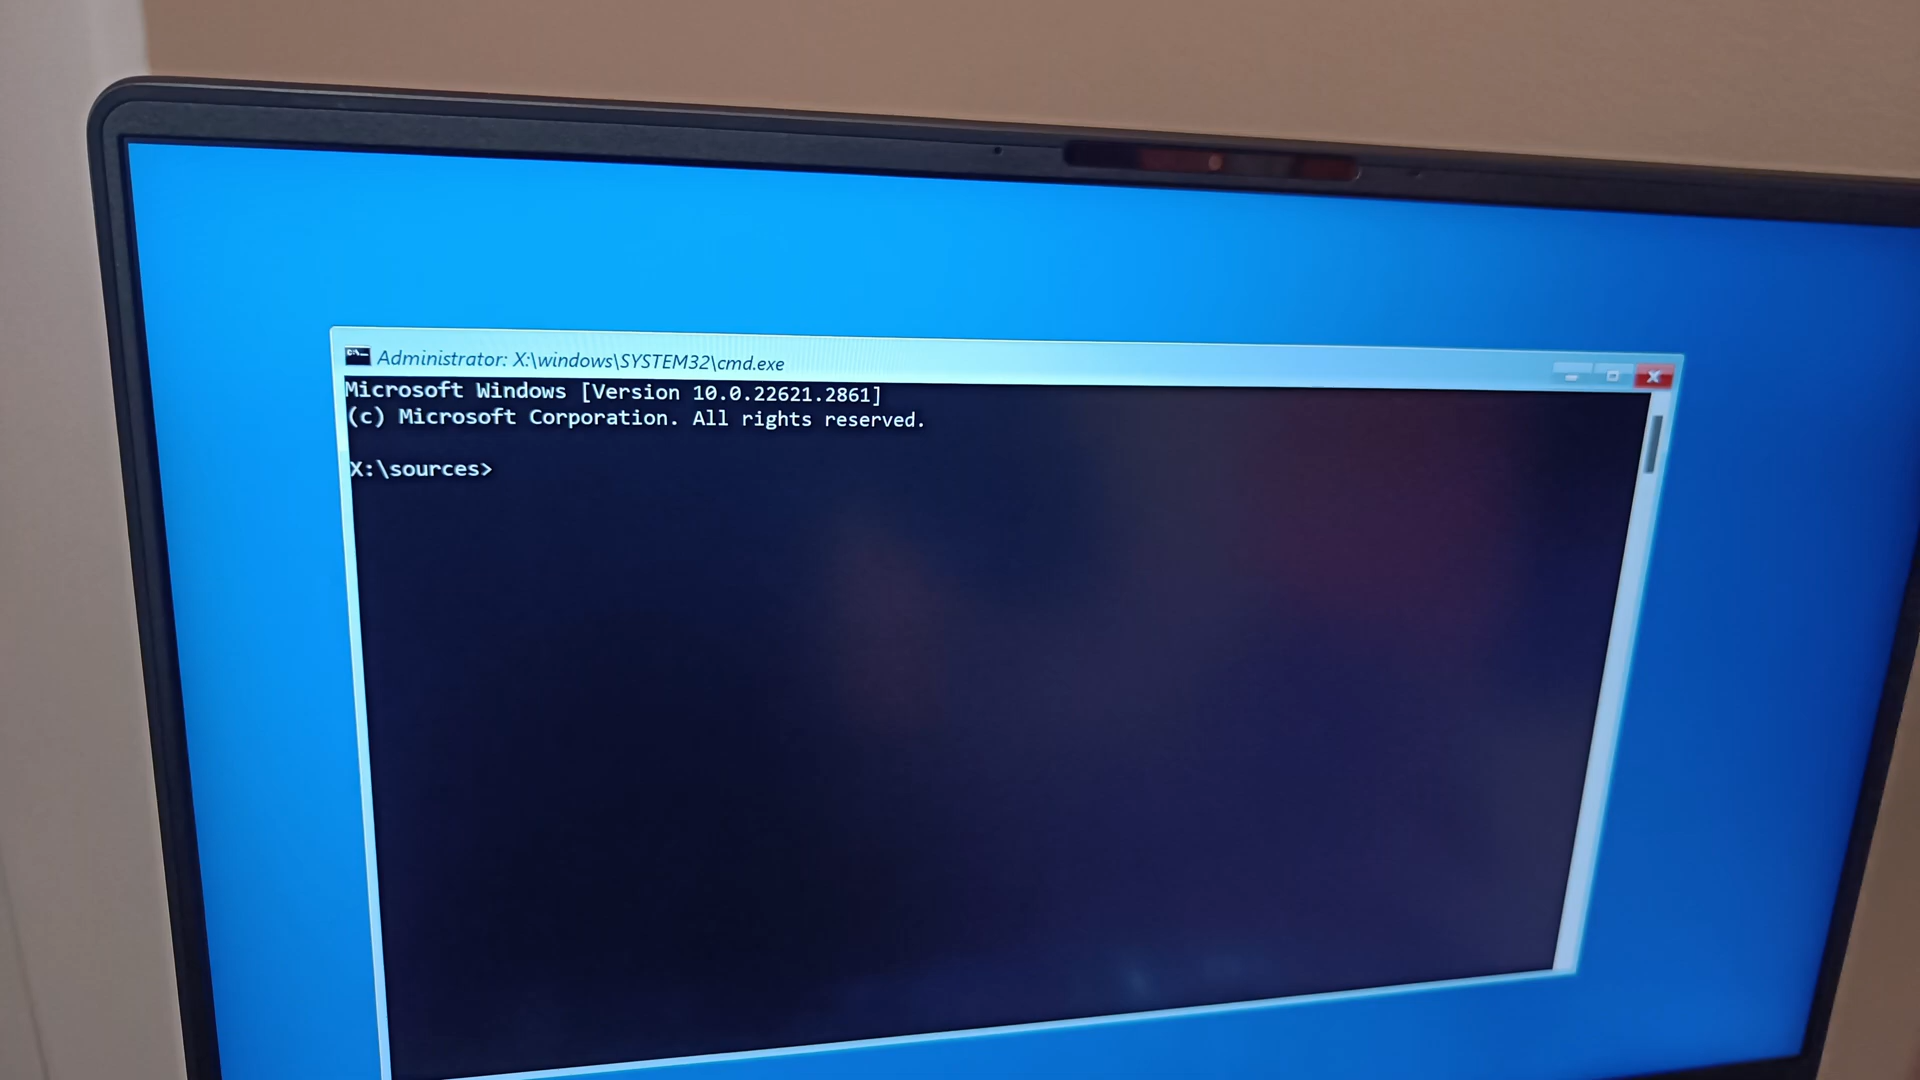 Administrator: X:\windows\SYSTEM32\cmd.exe
Microsoft Windows [Version 10.0.22621.2861]
(c) Microsoft Corporation. All rights reserved.
X:\sources>